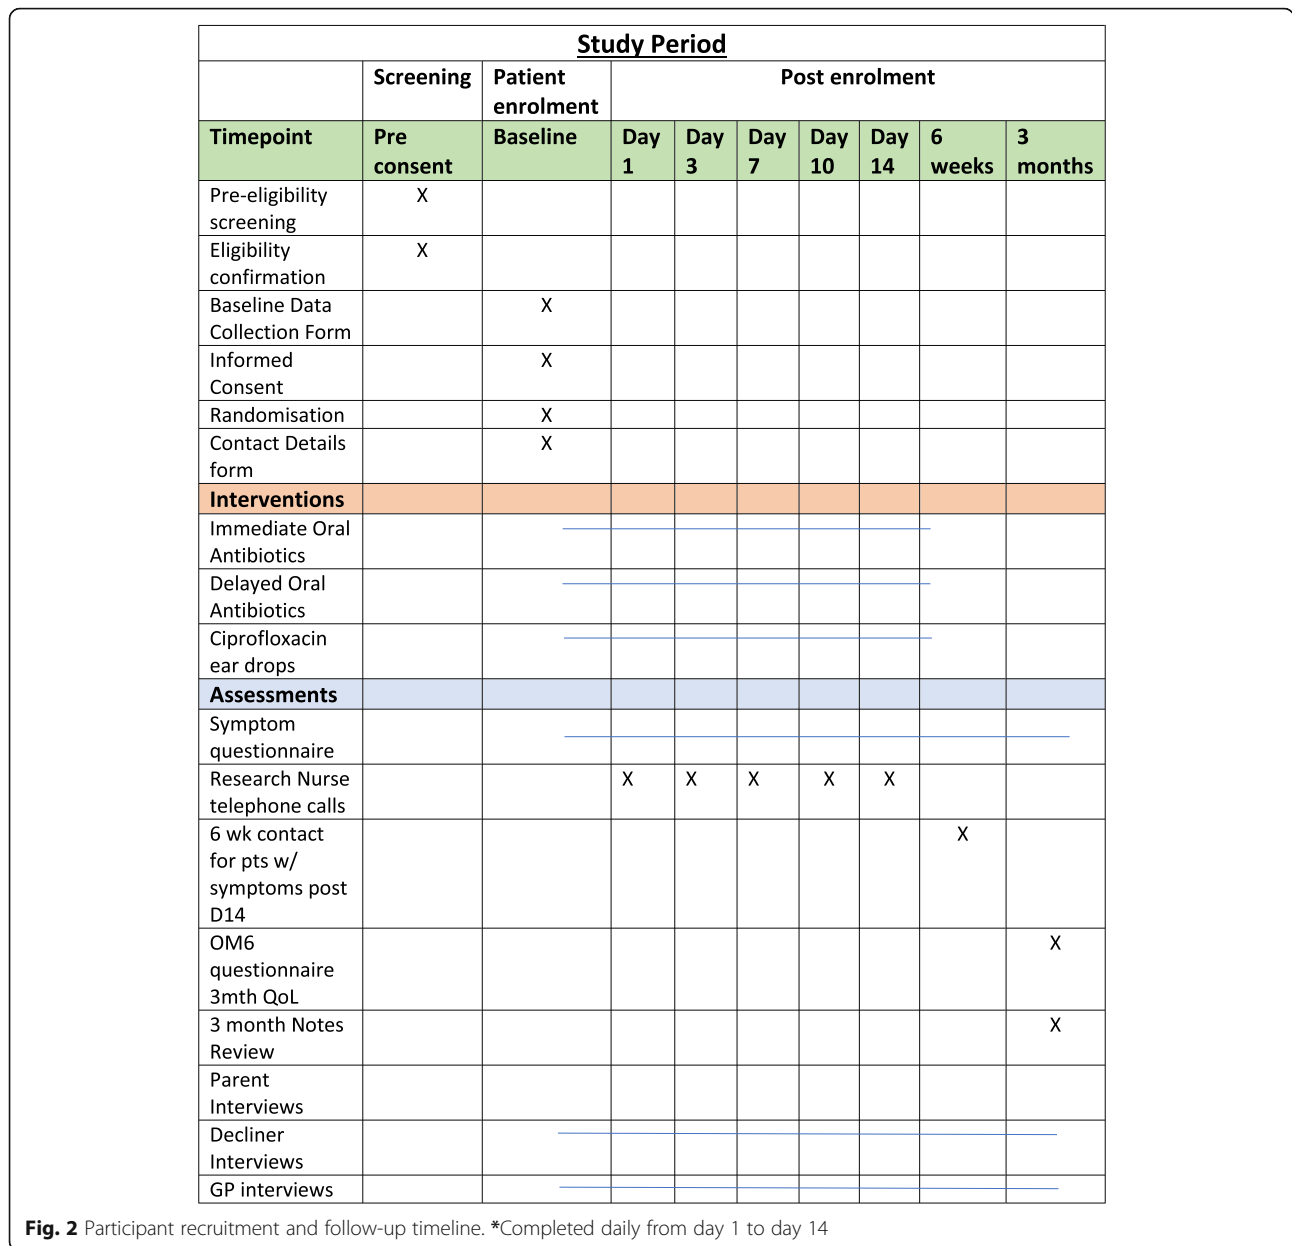 Study Period
Screening Patient enrolment Post enrolment
Timepoint Pre consent Baseline Day 1 Day 3 Day 7 Day 10 Day 14 6 weeks 3 months
Pre-eligibility
screening X
Eligibility
confirmation X
Baseline Data
Collection Form X
Informed
Consent X
Randomisation X
Contact Details
form X
Interventions
Immediate Oral
Antibiotics
Delayed Oral
Antibiotics
Ciprofloxacin
ear drops
Assessments
Symptom
questionnaire
Research Nurse
telephone calls X X X X X
6 wk contact
for pts w/
symptoms post
D14 X
OM6
questionnaire
3mth QoL X
3 month Notes
Review X
Parent
Interviews
Decliner
Interviews
GP interviews
Fig. 2 Participant recruitment and follow-up timeline. *Completed daily from day 1 to day 14